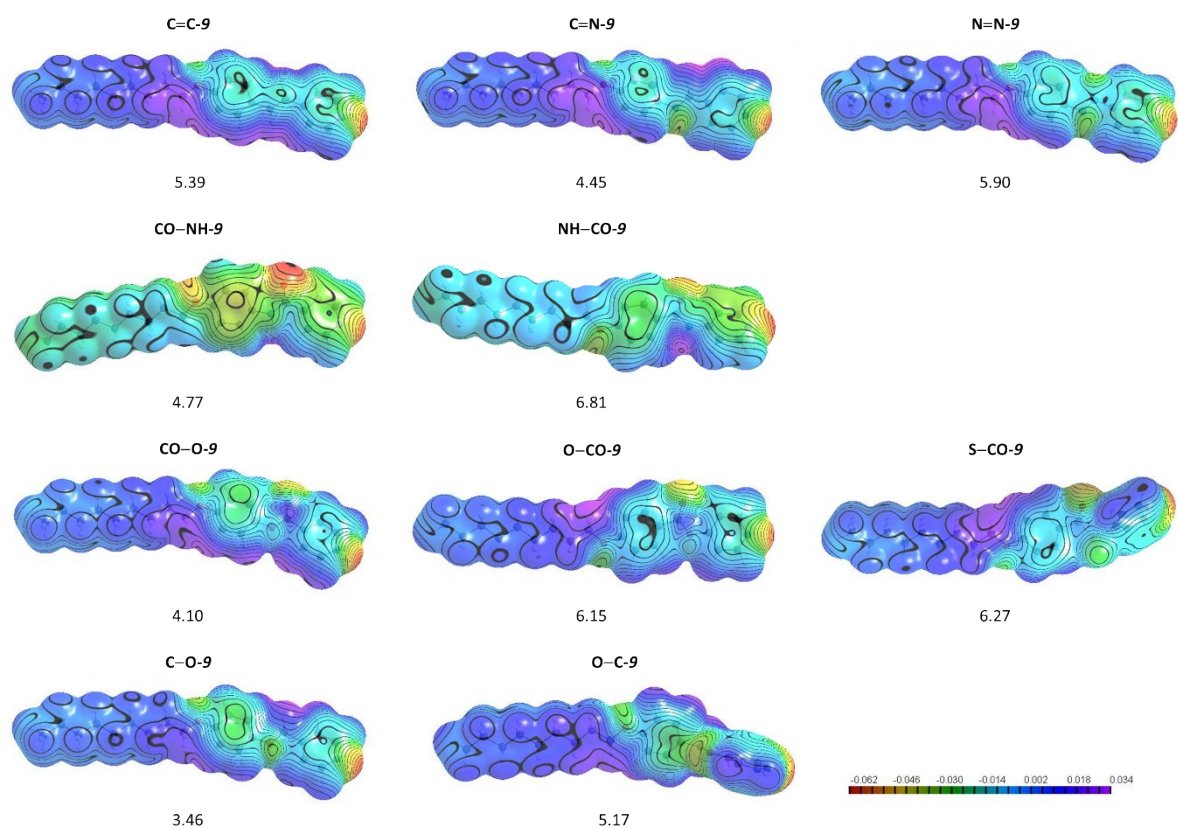 C=C-9 C=N-9 N=N-9
5.39 4.45 5.90
CO–NH-9 NH–CO-9
4.77 6.81
CO–O-9 O–CO-9 S–CO-9
4.10 6.15 6.27
C–O-9 O–C-9
-0.062 -0.046 -0.030 -0.014 0.002 0.018 0.034
3.46 5.17